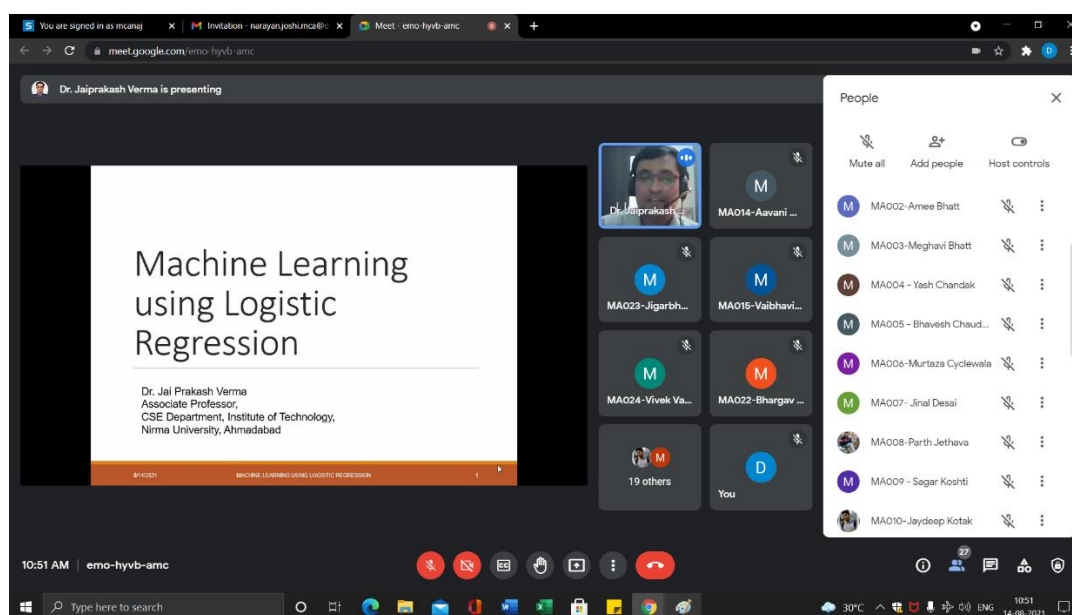 You are signed in as mcanaj
Invitation - narayan.joshi.mca@d
Meet - emo-hyvb-amc
meet.google.com/emo-hyvb-amc
D
Dr. Jaiprakash Verma is presenting
Machine Learning
using Logistic
Regression
Dr. Jai Prakash Verma
Associate Professor,
CSE Department, Institute of Technology,
Nirma University, Ahmadabad
8/14/2021 MACHINE LEARNING USING LOGISTIC REGRESSION 1
Dr. Jaiprakash...
M
MA014-Aavani ...
M
MA023-Jigarbh...
M
MA015-Vaibhavi...
M
MA024-Vivek Va...
M
MA022-Bhargav ...
M
19 others
D
You
People
Mute all Add people Host controls
M MA002-Amee Bhatt
M MA003-Meghavi Bhatt
M MA004 - Yash Chandak
M MA005 - Bhavesh Chaud...
M MA006-Murtaza Cyclewala
M MA007- Jinal Desai
MA008-Parth Jethava
M MA009 - Sagar Koshti
MA010-Jaydeep Kotak
10:51 AM | emo-hyvb-amc
CC
27
Type here to search
30°C ENG
10:51
14-08-2021